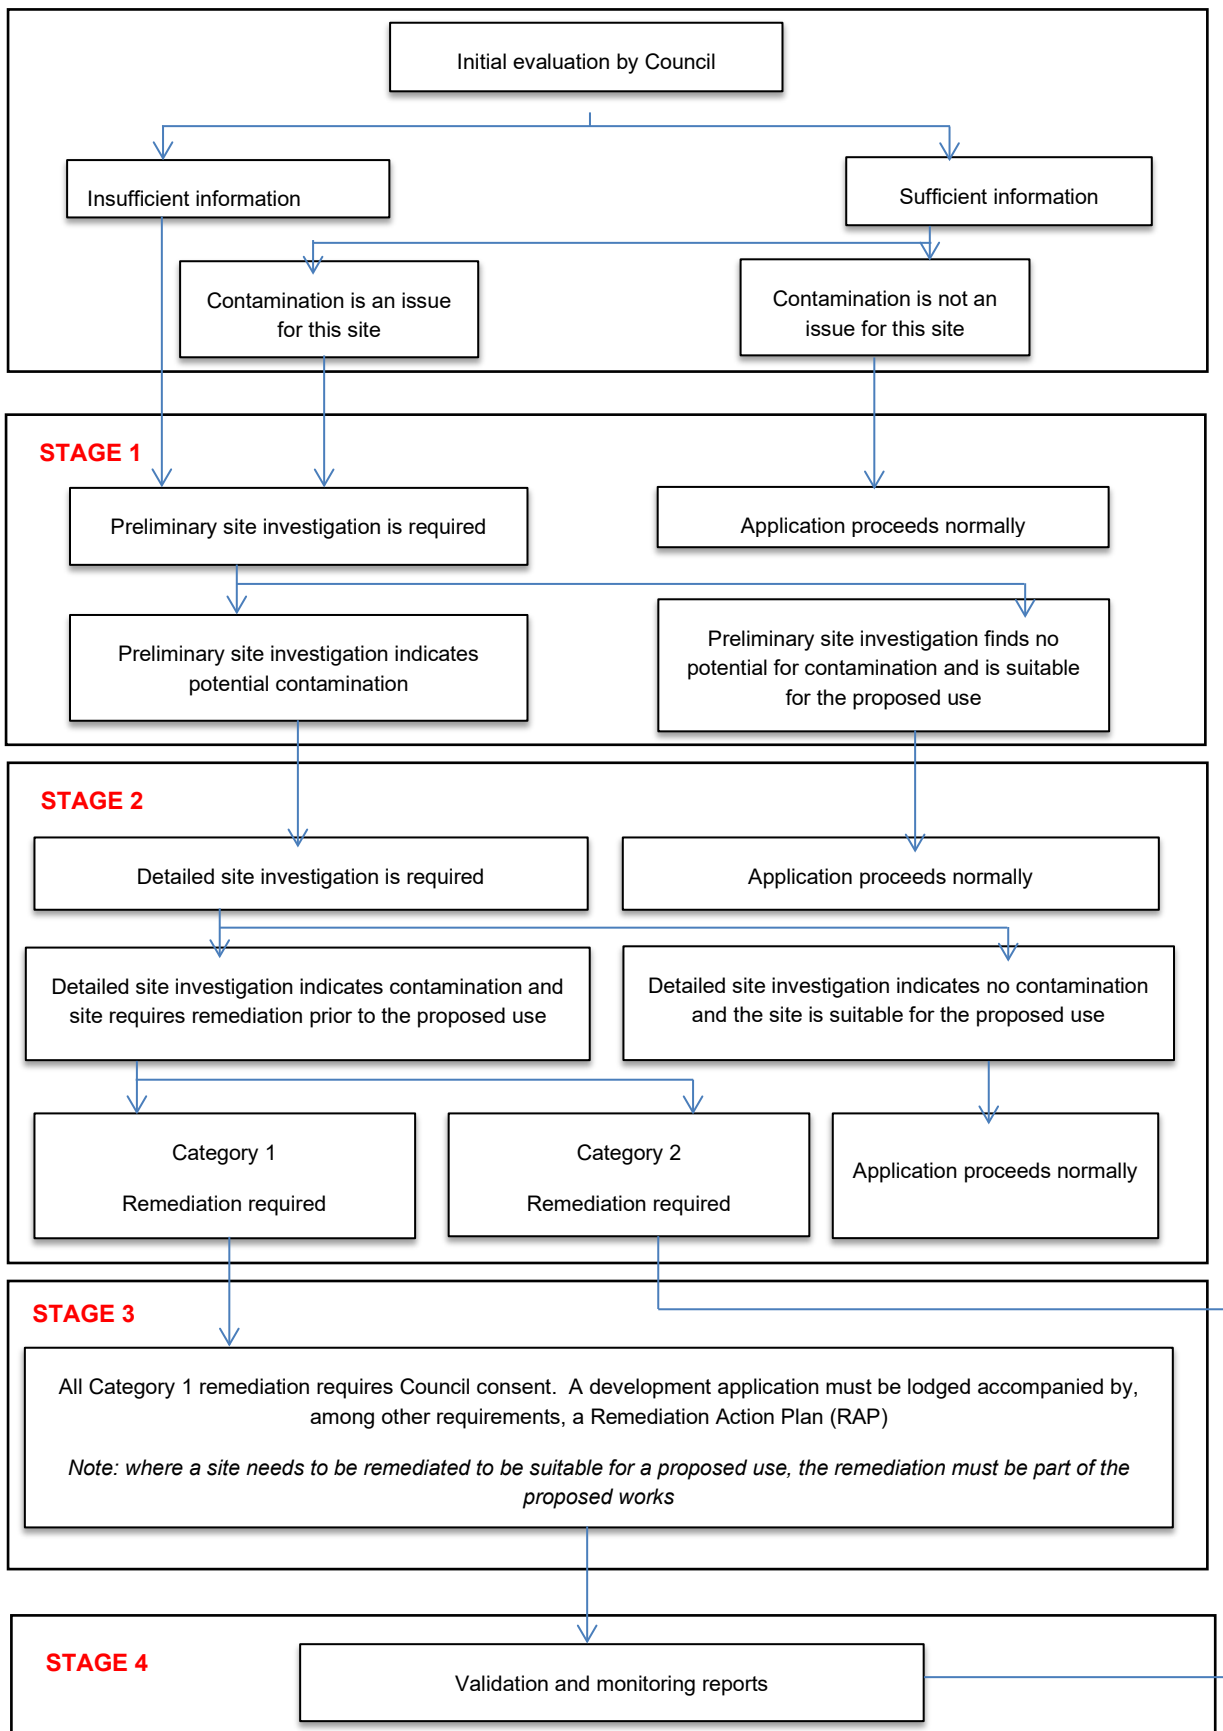 Initial evaluation by Council
Insufficient information
Sufficient information
Contamination is an issue
for this site
Contamination is not an
issue for this site
STAGE 1
Preliminary site investigation is required
Application proceeds normally
Preliminary site investigation indicates
potential contamination
Preliminary site investigation finds no
potential for contamination and is suitable
for the proposed use
STAGE 2
Detailed site investigation is required
Application proceeds normally
Detailed site investigation indicates contamination and
site requires remediation prior to the proposed use
Detailed site investigation indicates no contamination
and the site is suitable for the proposed use
Category 1
Remediation required
Category 2
Remediation required
Application proceeds normally
STAGE 3
All Category 1 remediation requires Council consent.  A development application must be lodged accompanied by,
among other requirements, a Remediation Action Plan (RAP)
Note: where a site needs to be remediated to be suitable for a proposed use, the remediation must be part of the
proposed works
STAGE 4
Validation and monitoring reports